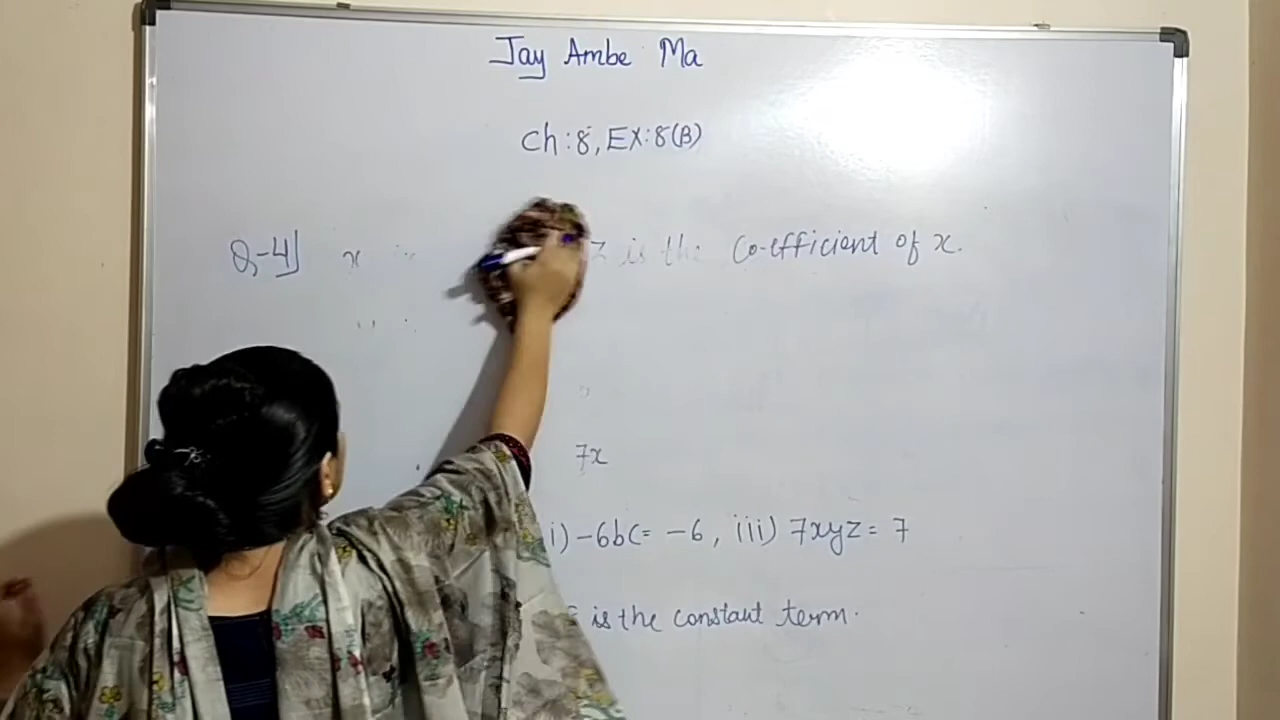 Jay Ambe Ma
Ch:8, EX:8(B)
Q-4] x is the Co-efficient of x.
7x
i) -6bc= -6, iii) 7xyz = 7
is the constant term.